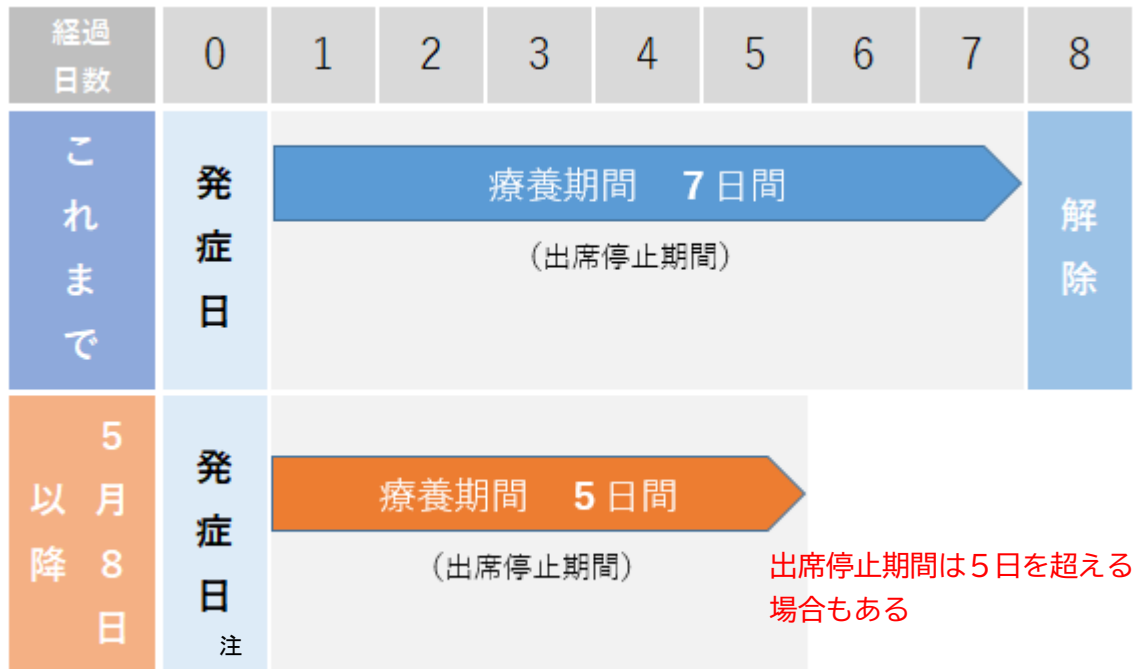 経過
日数
0 1 2 3 4 5 6 7 8
これまで
発症日
療養期間　7日間
（出席停止期間）
解除
5月8日
以降
発症日
注
療養期間　5日間
（出席停止期間）
出席停止期間は５日を超える
場合もある